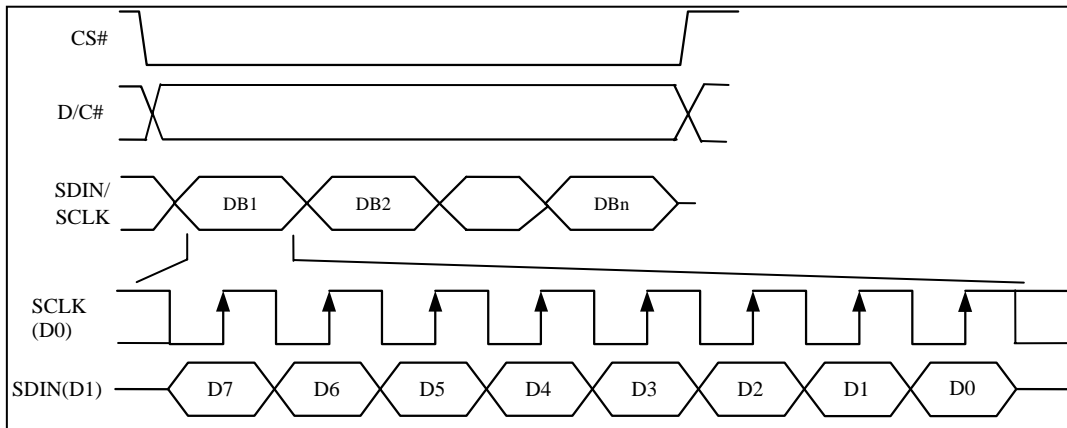 CS#
D/C#
SDIN/
SCLK
DB1 DB2 DBn
SCLK
(D0)
SDIN(D1) D7 D6 D5 D4 D3 D2 D1 D0